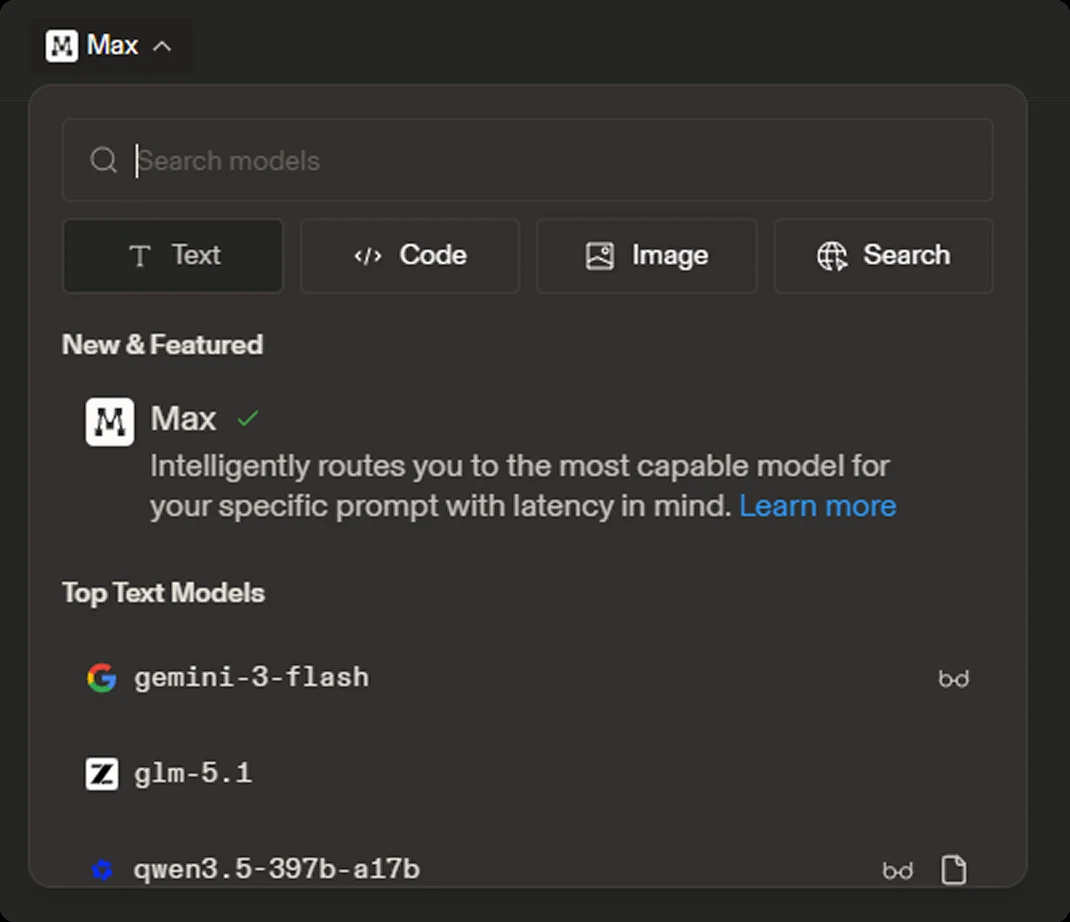 Max
Search models
Text
Code
Image
Search
New & Featured
Max
Intelligently routes you to the most capable model for
your specific prompt with latency in mind. Learn more
Top Text Models
gemini-3-flash
glm-5.1
qwen3.5-397b-a17b